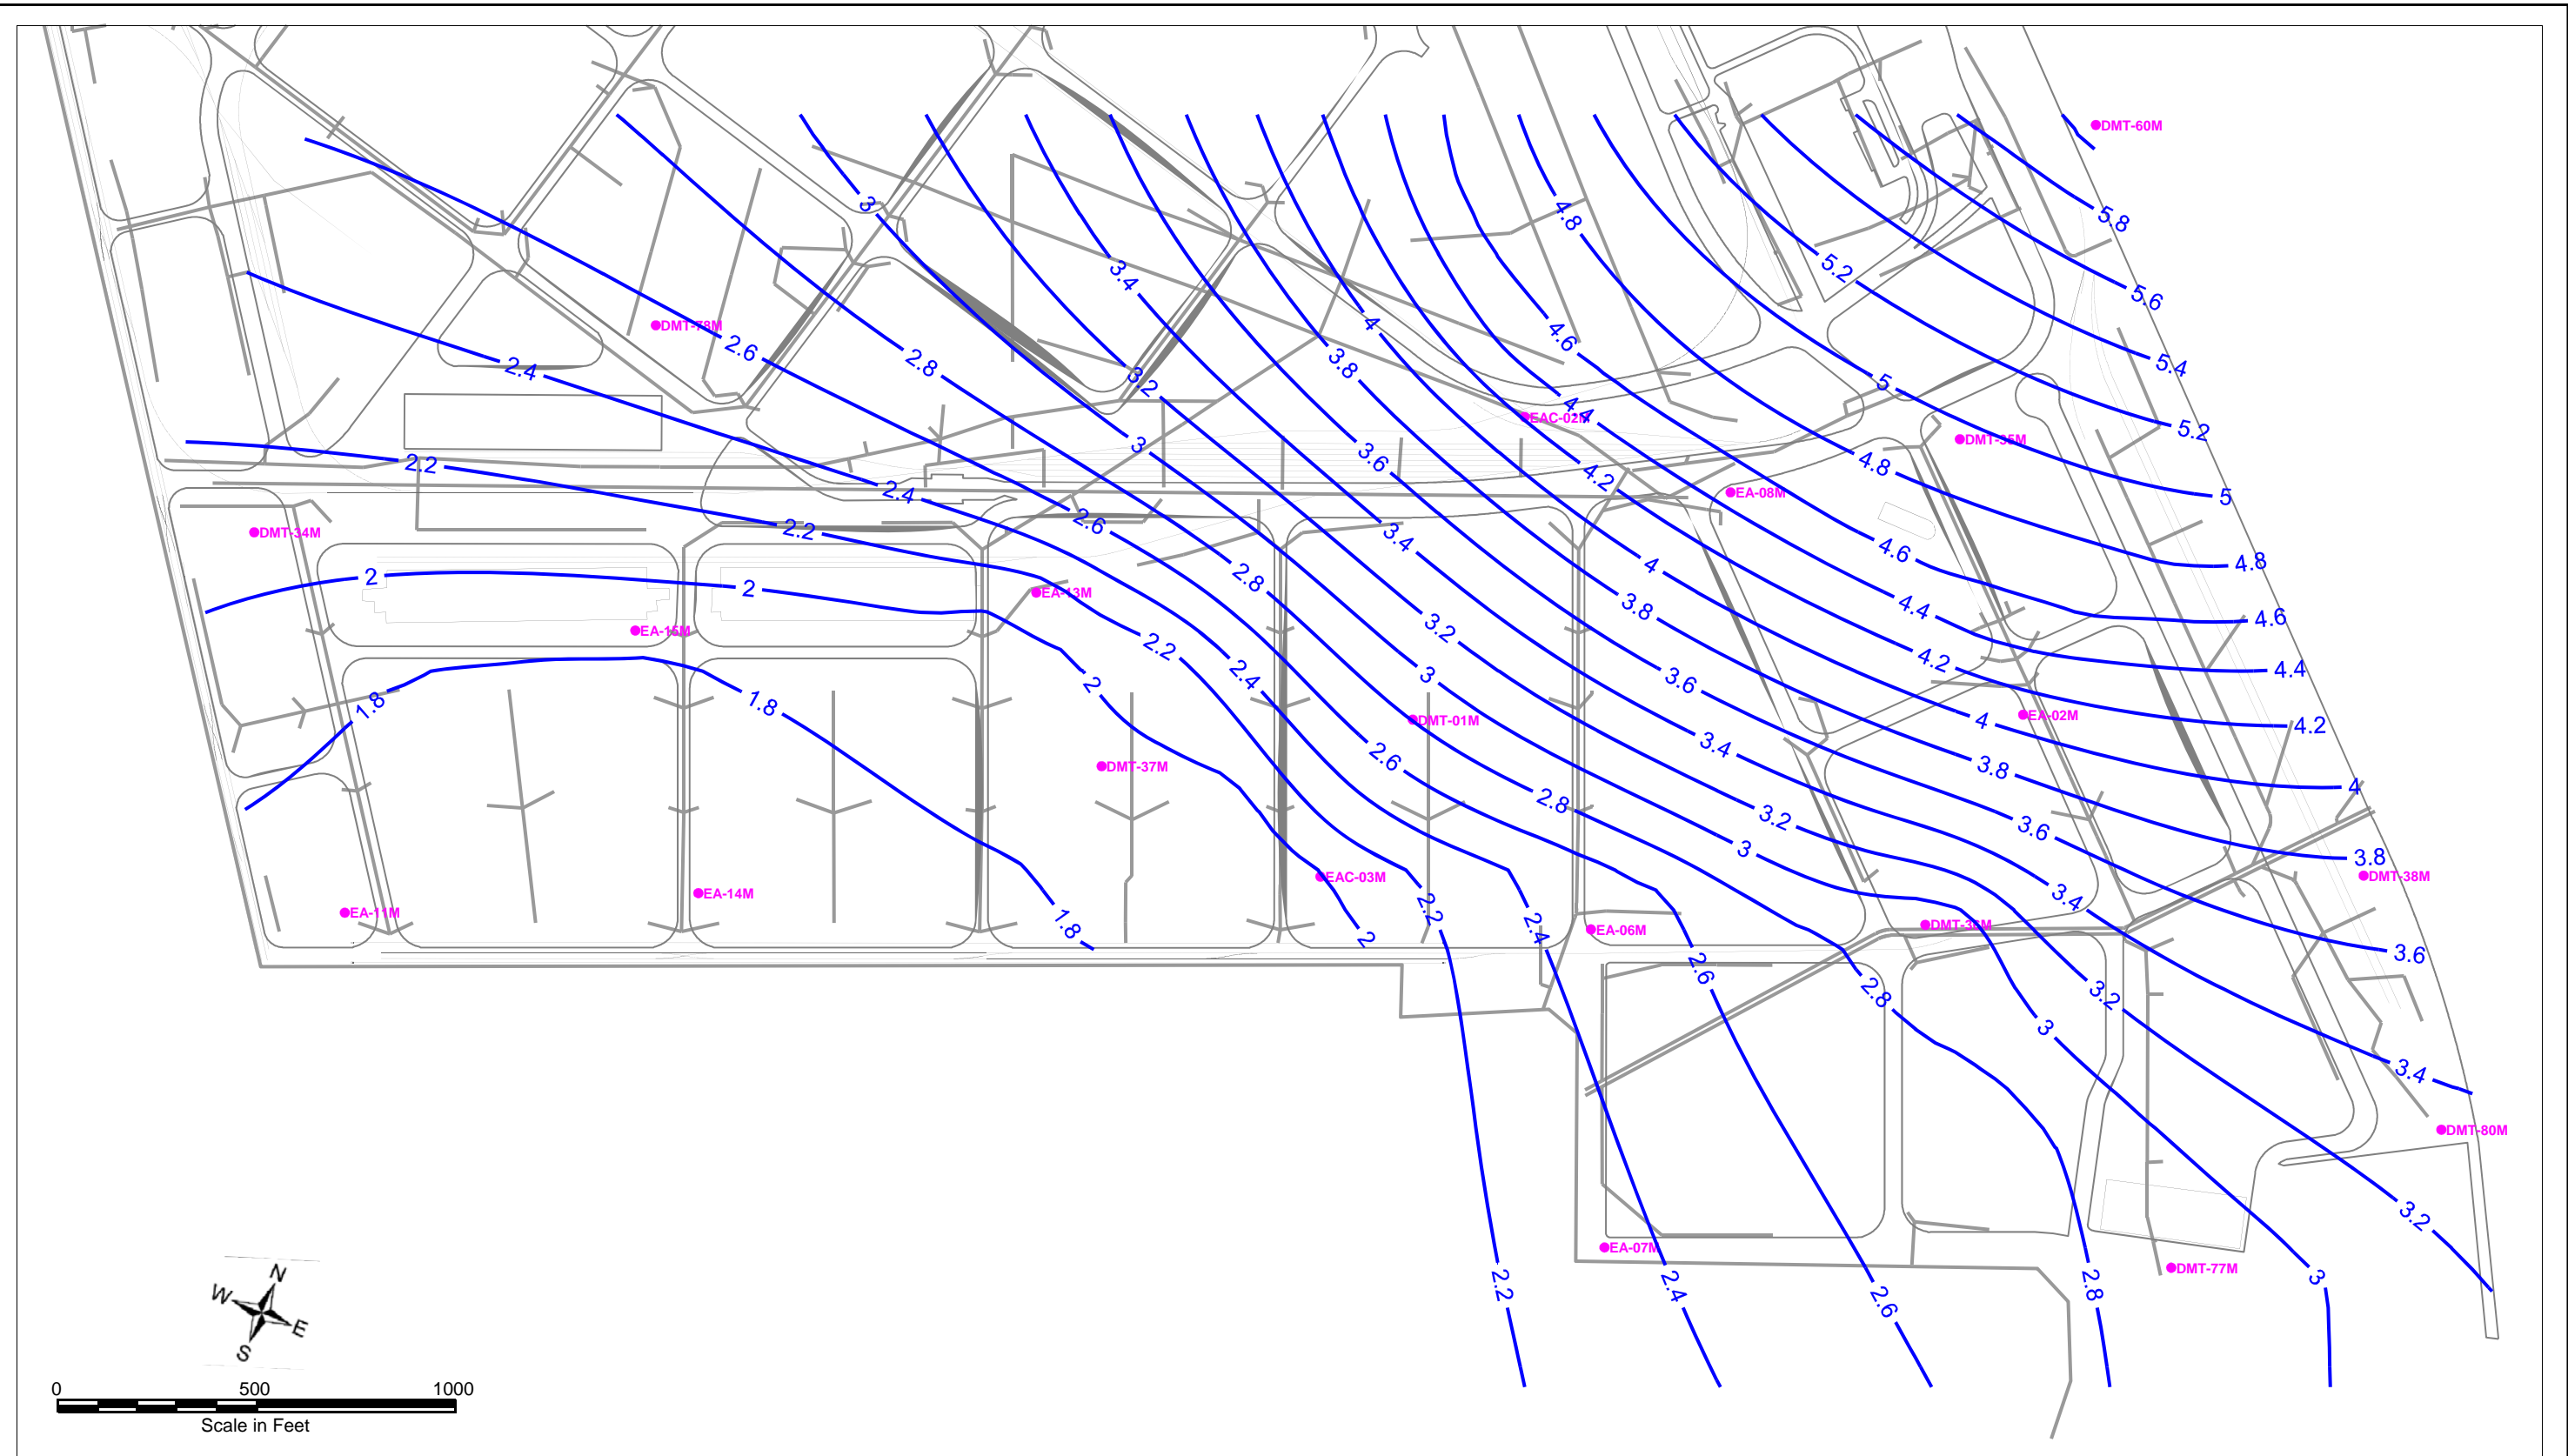 DMT-60M
3
4.8
5.8
3.4
5.2
5.6
DMT-78M
2.6
2.8
4
4.6
2.4
3.8
5.4
3.2
5
4.4
EAC-02M
5.2
DMT-35M
3
2.2
3.6
4.8
4.2
2.4
EA-08M
5
2.6
DMT-34M
2.2
3.4
4.6
4.8
2
2
2.8
4
EA-13M
3.8
4.4
4.6
EA-15M
3.2
2.2
4.2
4.4
2.4
3
3.6
2
1.8
1.8
DMT-01M
EA-02M
4
4.2
3.4
2.6
DMT-37M
3.8
4
2.8
3.2
3.6
3
3.8
EAC-03M
DMT-38M
EA-14M
3.4
2.2
EA-11M
1.8
2.4
EA-06M
DMT-36M
2
3.6
2.6
2.8
3.2
3
3.4
DMT-80M
3.2
EA-07M
DMT-77M
2.2
2.4
2.6
2.8
3
N
W
E
S
0 500 1000
Scale in Feet